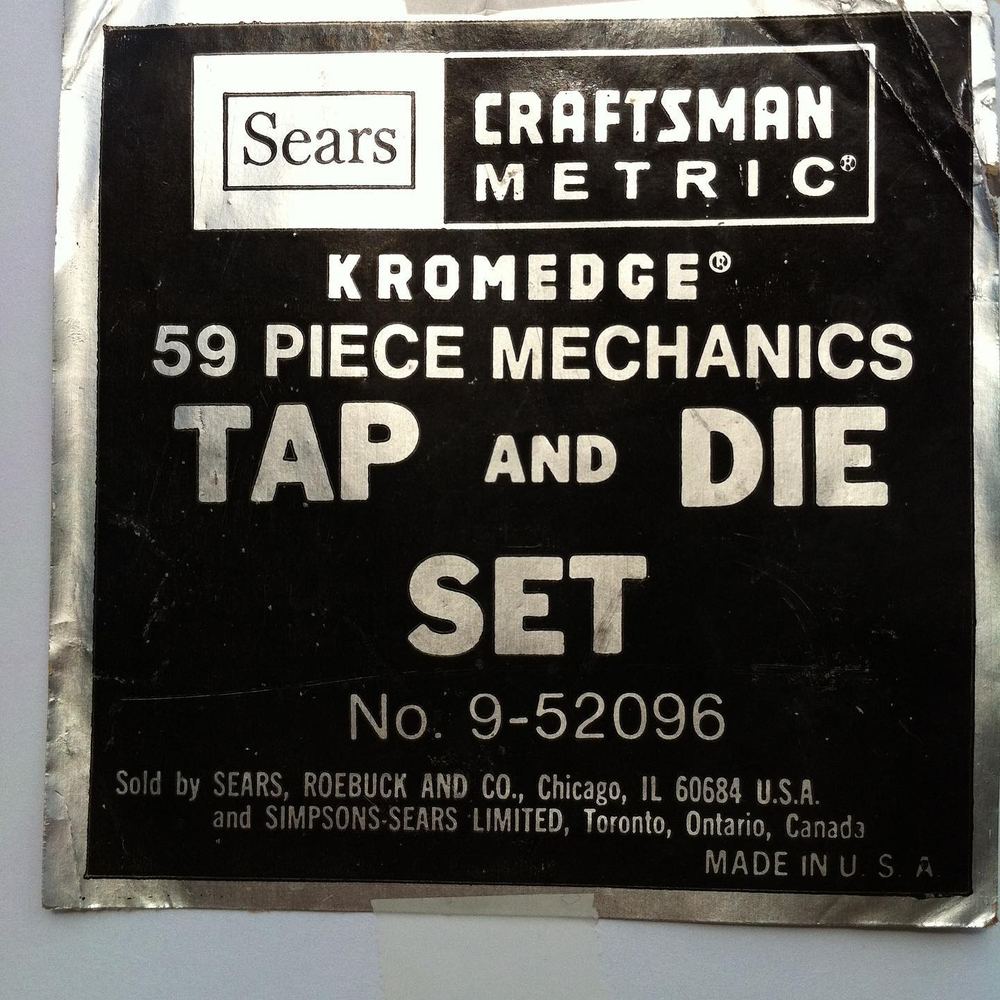 Sears
CRAFTSMAN
METRIC®
KROMEDGE®
59 PIECE MECHANICS
TAP AND DIE
SET
No. 9-52096
Sold by SEARS, ROEBUCK AND CO., Chicago, IL 60684 U.S.A.
and SIMPSONS-SEARS LIMITED, Toronto, Ontario, Canada
MADE IN U. S. A.